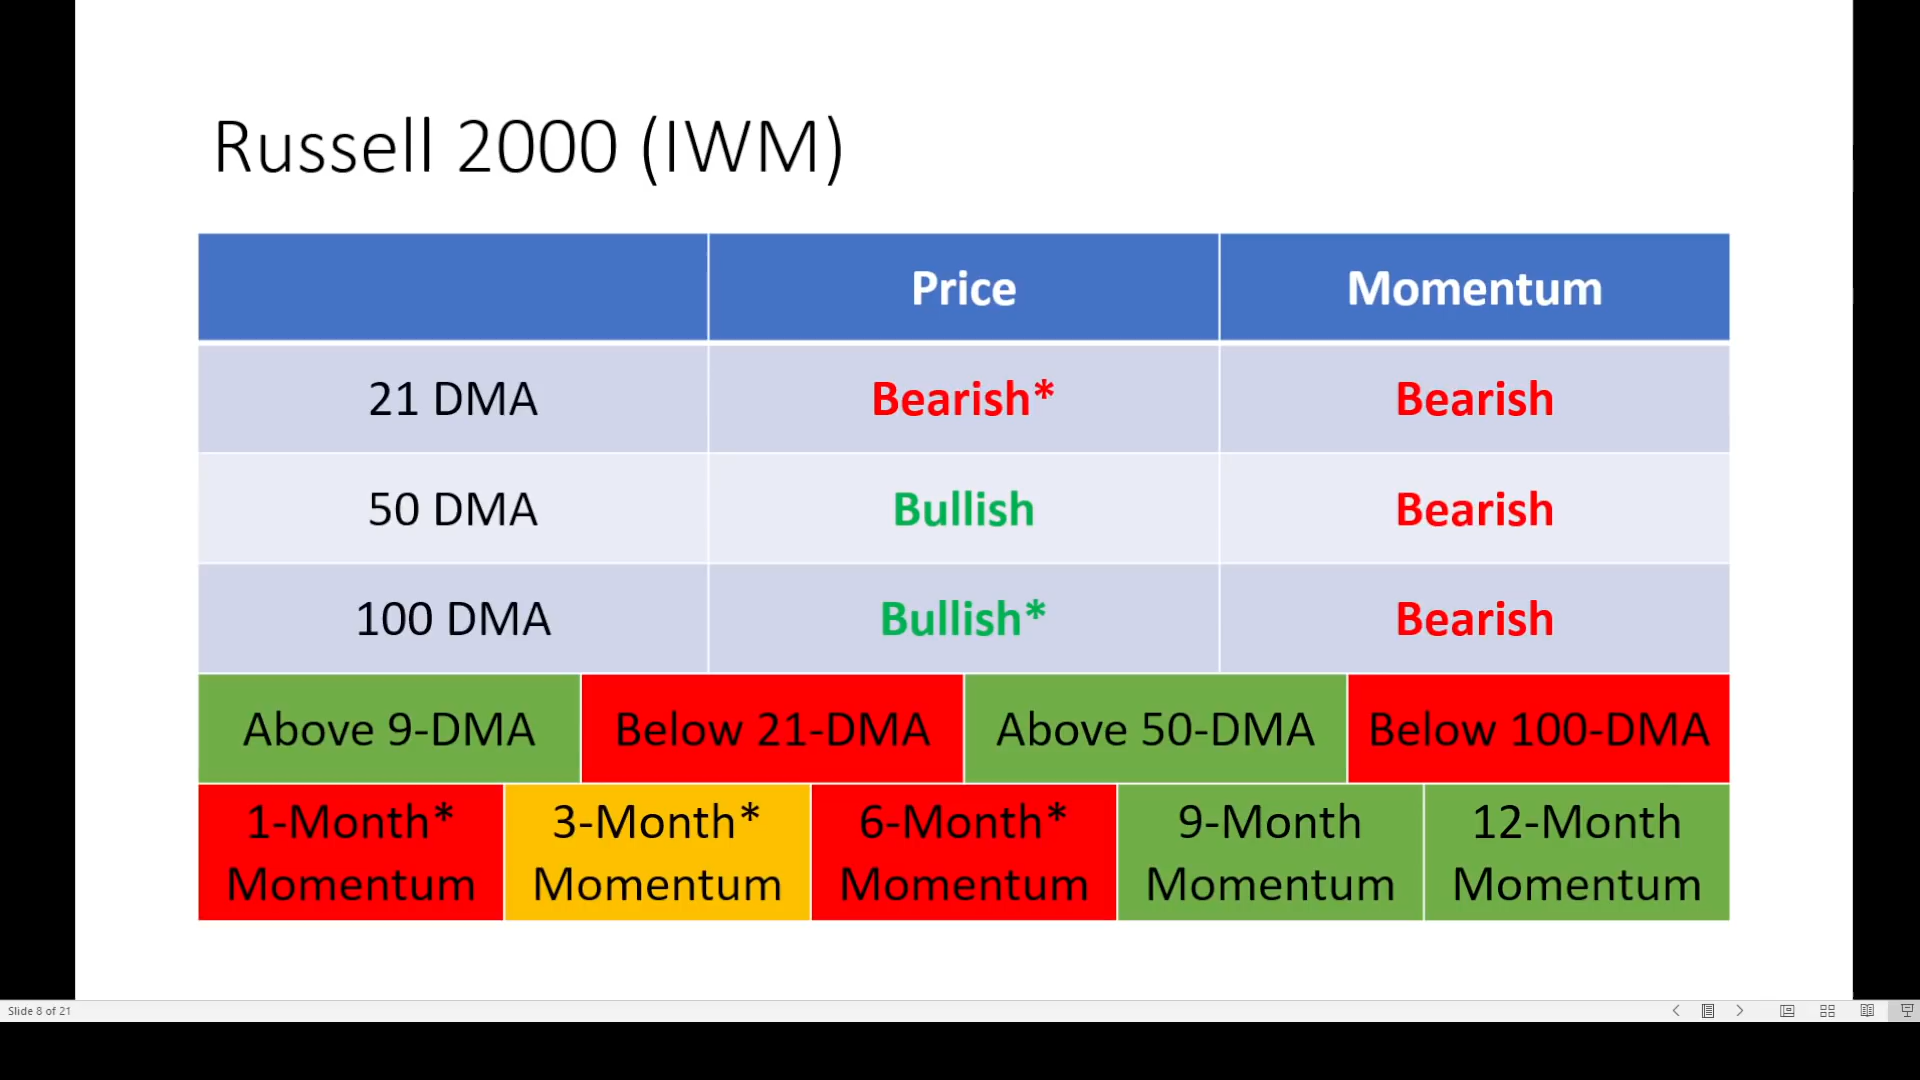 Russell 2000 (IWM)
Price Momentum
21 DMA Bearish* Bearish
50 DMA Bullish Bearish
100 DMA Bullish* Bearish
Above 9-DMA Below 21-DMA Above 50-DMA Below 100-DMA
1-Month* 3-Month* 6-Month* 9-Month 12-Month
Momentum Momentum Momentum Momentum Momentum
Slide 8 of 21